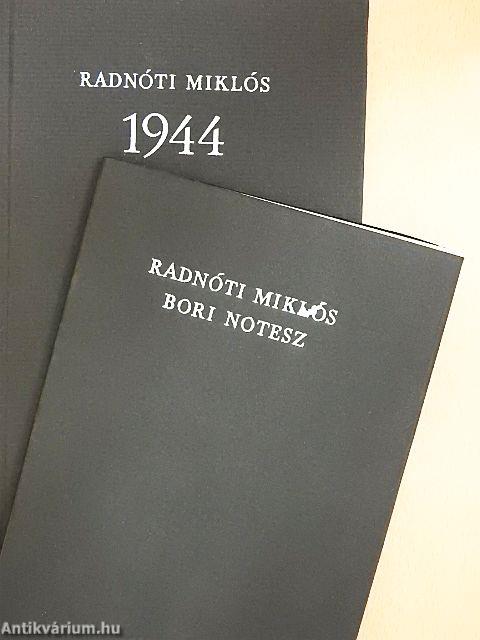 RADNÓTI MIKLÓS
1944
RADNÓTI MIKLÓS
BORI NOTESZ
Antikvárium.hu